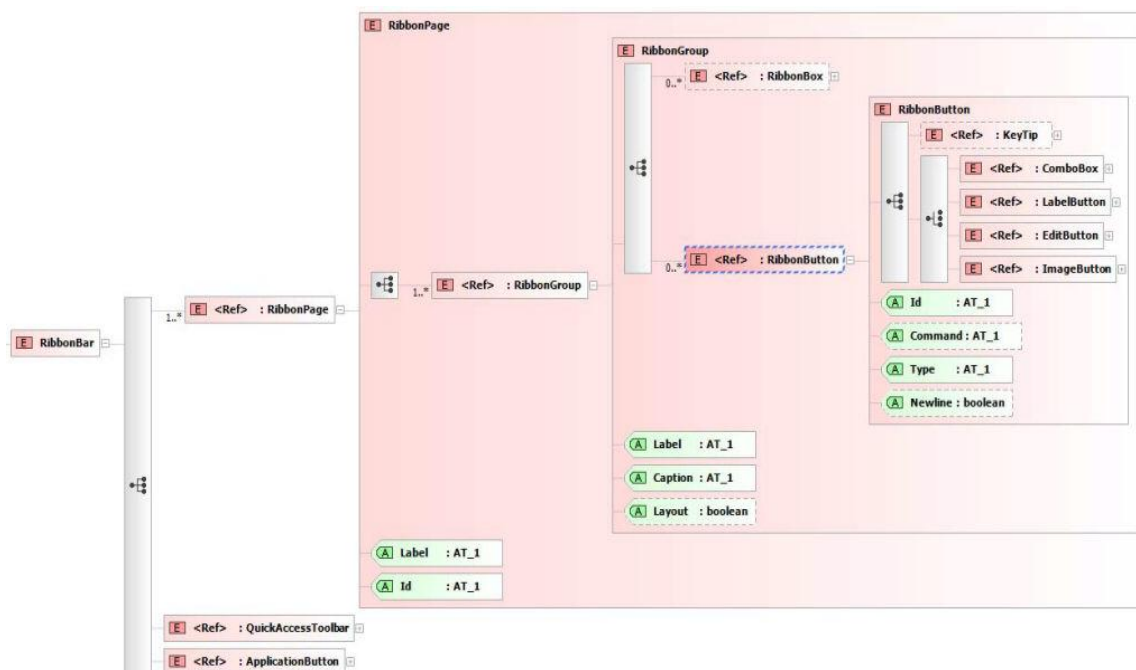 E RibbonPage
E RibbonGroup
0..* E <Ref> : RibbonBox
E RibbonButton
E <Ref> : KeyTip
E <Ref> : ComboBox
E <Ref> : LabelButton
E <Ref> : EditButton
0..* E <Ref> : RibbonButton
E <Ref> : ImageButton
1..* E <Ref> : RibbonGroup
A Id : AT_1
1..* E <Ref> : RibbonPage
A Command : AT_1
E RibbonBar
A Type : AT_1
A Newline : boolean
A Label : AT_1
A Caption : AT_1
A Layout : boolean
A Label : AT_1
A Id : AT_1
E <Ref> : QuickAccessToolbar
E <Ref> : ApplicationButton